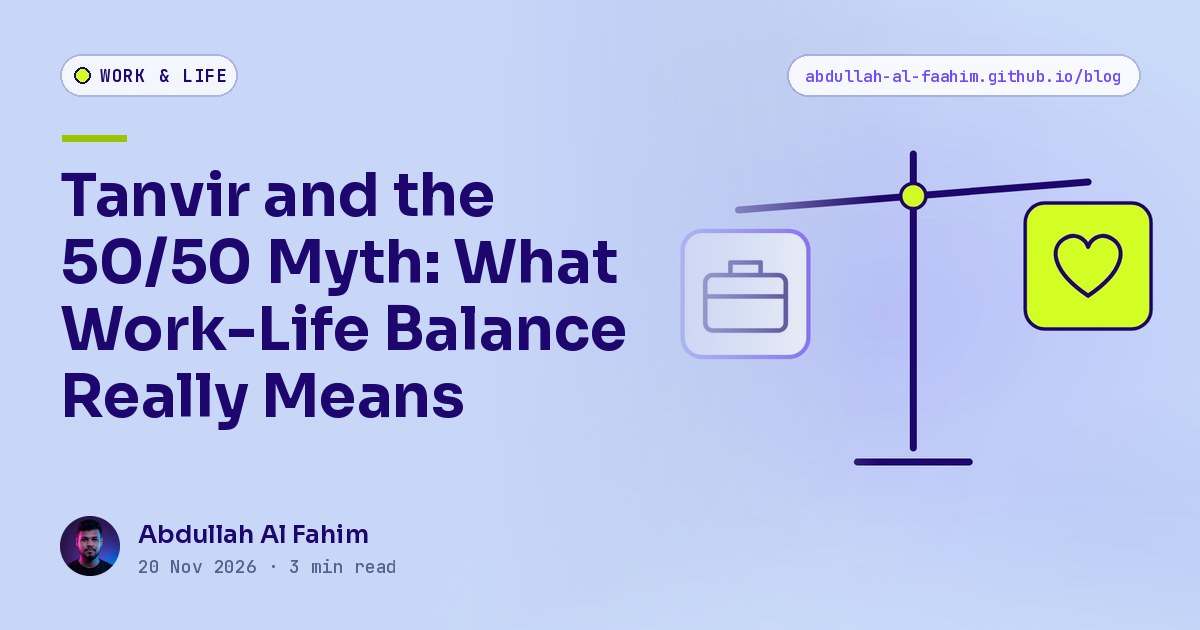 WORK & LIFE
abdullah-al-faahim.github.io/blog
Tanvir and the
50/50 Myth: What
Work-Life Balance
Really Means
Abdullah Al Fahim
20 Nov 2026 · 3 min read